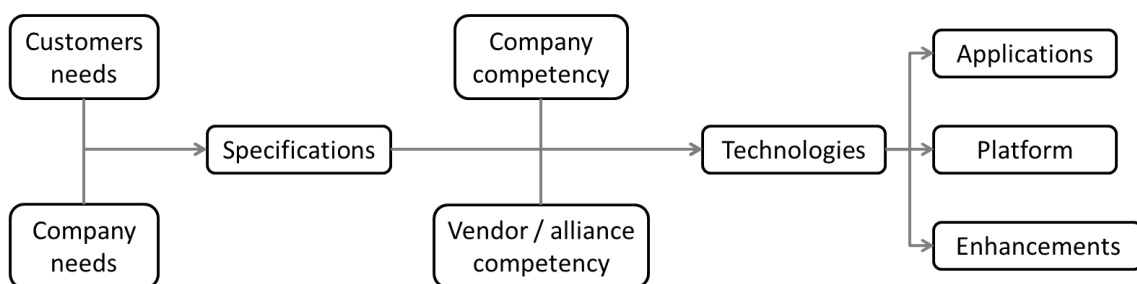 Customers
needs
Company
needs
Specifications
Company
competency
Vendor / alliance
competency
Technologies
Applications
Platform
Enhancements